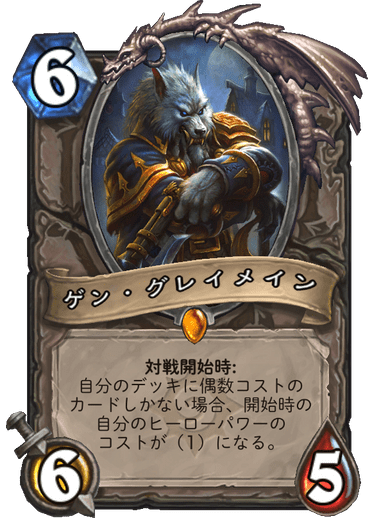 6
ゲン・グレイメイン
対戦開始時:
自分のデッキに偶数コストの
カードしかない場合、開始時の
自分のヒーローパワーの
コストが（1）になる。
6
5